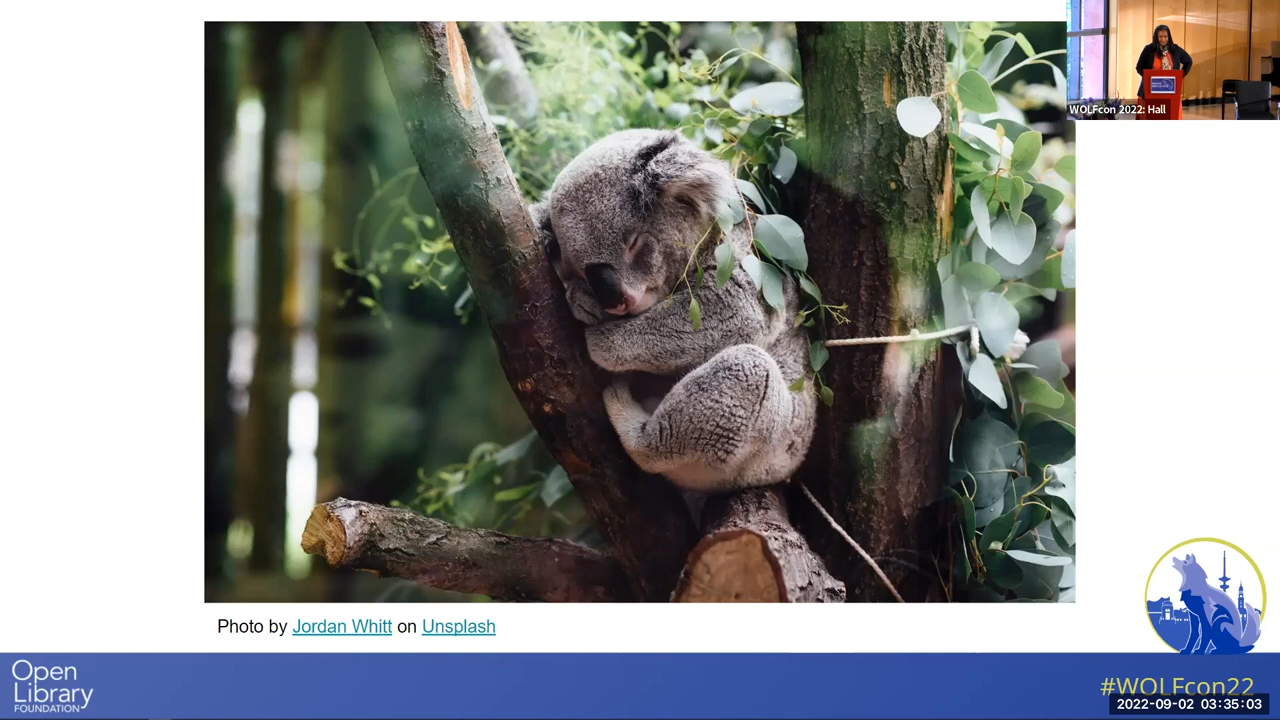 WOLFcon 2022: Hall
Photo by Jordan Whitt on Unsplash
Open
Library
FOUNDATION
#WOLFcon22
2022-09-02 03:35:03